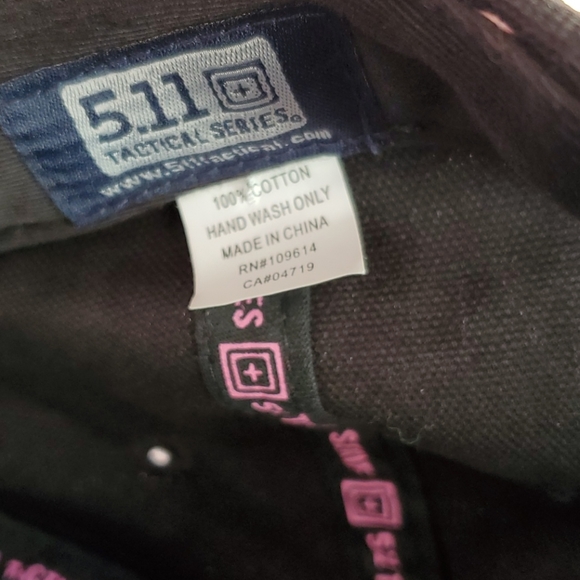 5.11
TACTICAL SERIES®
www.511tactical.com
100% COTTON
HAND WASH ONLY
MADE IN CHINA
RN#109614
CA#04719